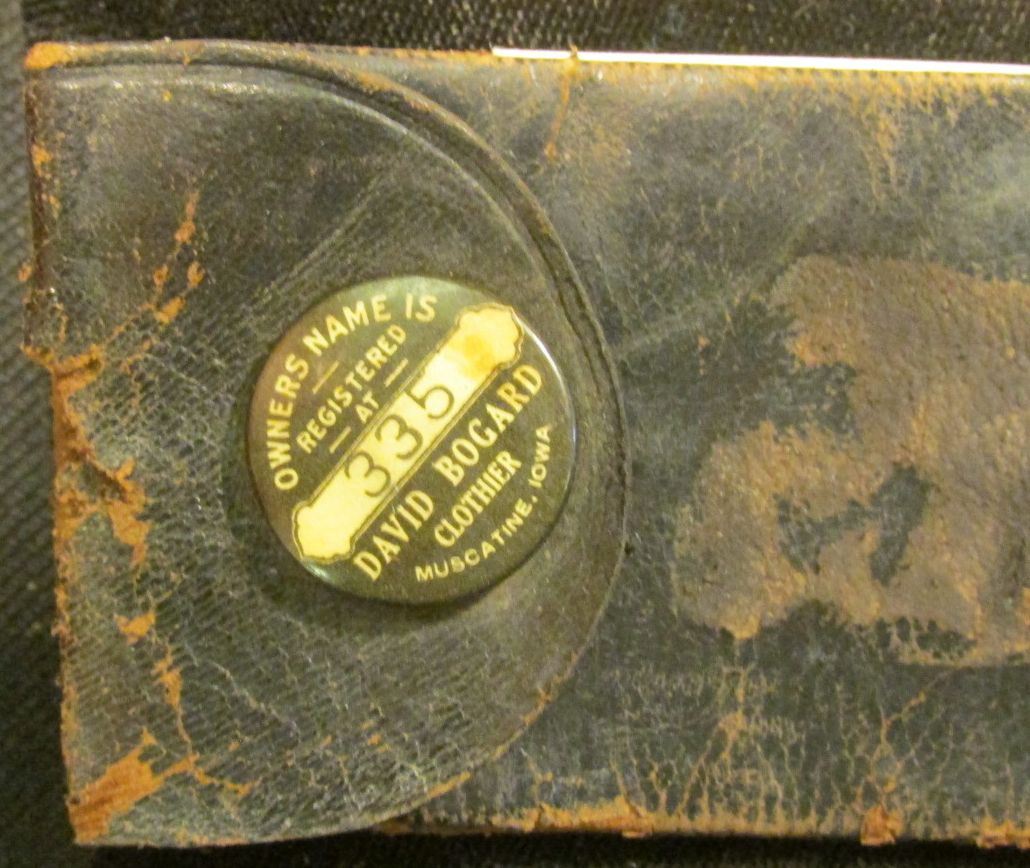 OWNERS NAME IS
REGISTERED
AT
335
DAVID BOGARD
CLOTHIER
MUSCATINE, IOWA